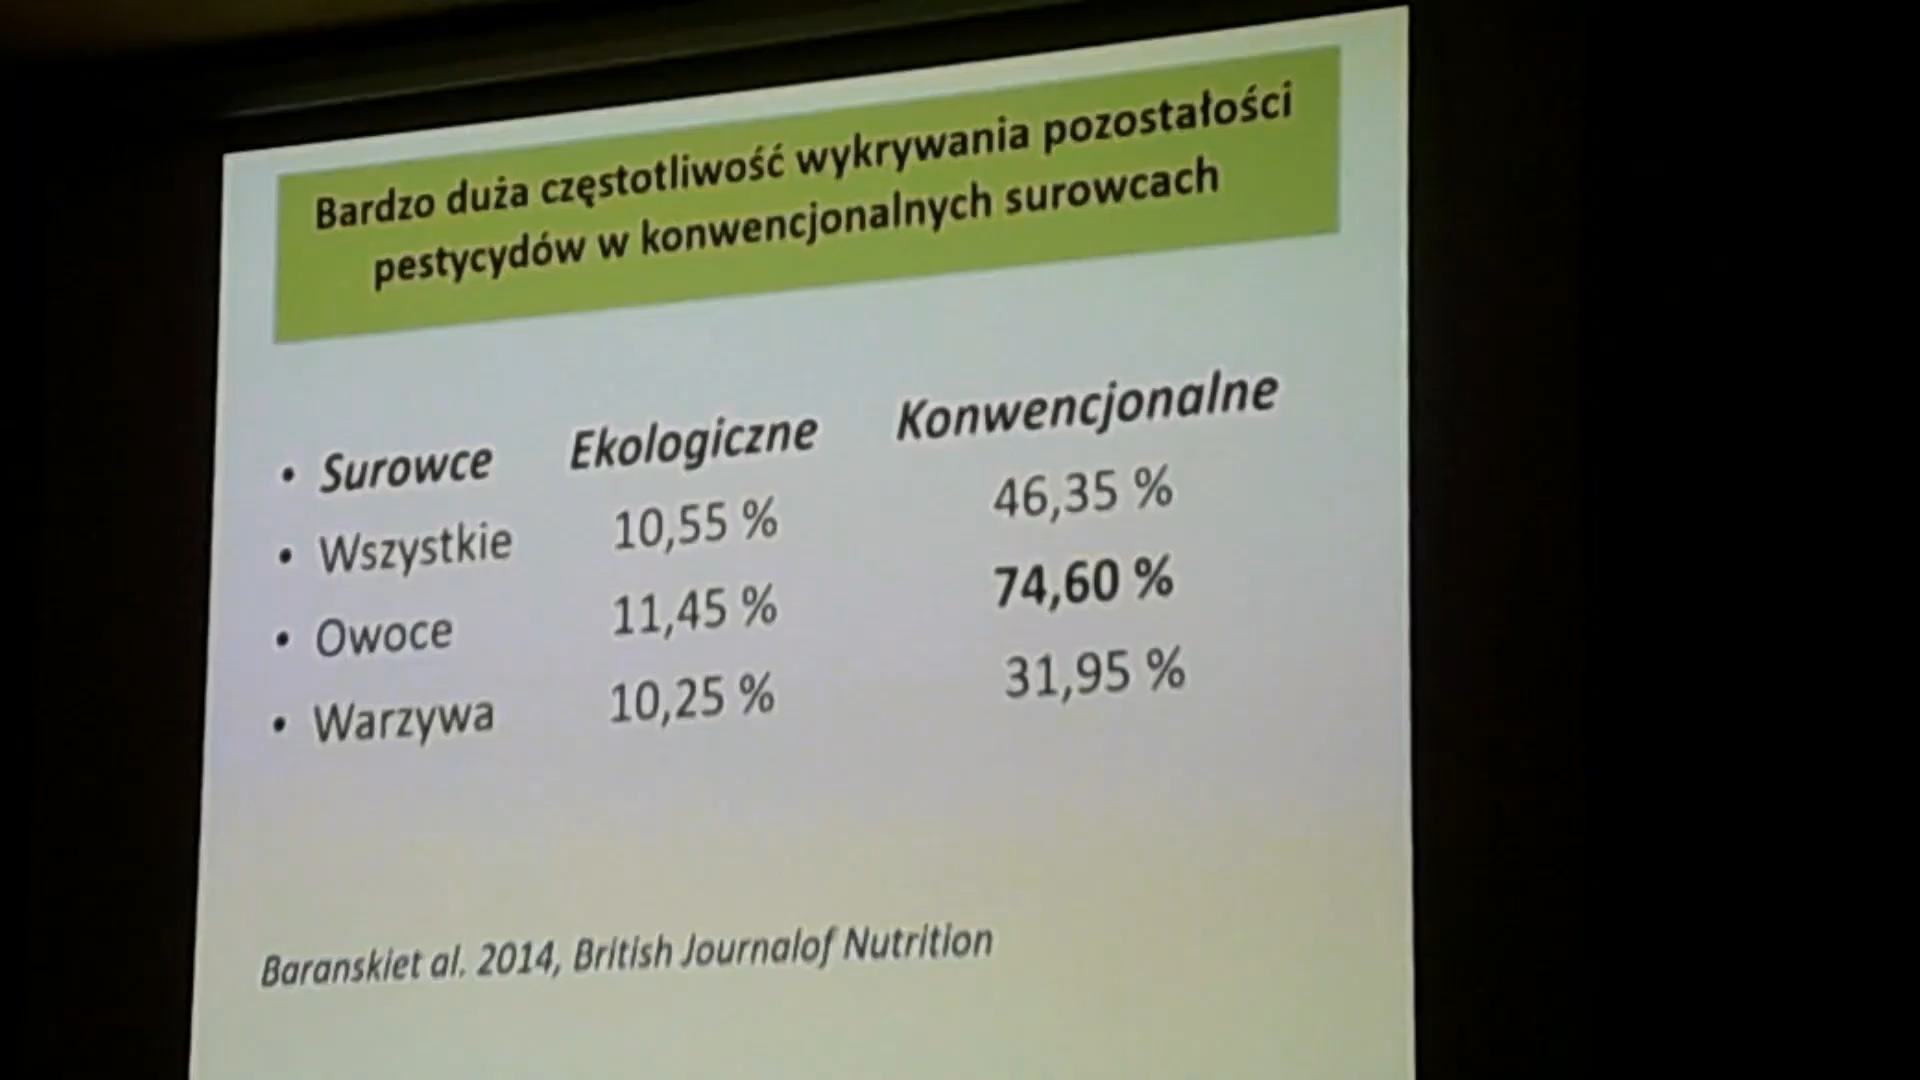 Bardzo duża częstotliwość wykrywania pozostałości
pestycydów w konwencjonalnych surowcach
• Surowce Ekologiczne Konwencjonalne
• Wszystkie 10,55 % 46,35 %
• Owoce 11,45 % 74,60 %
• Warzywa 10,25 % 31,95 %
Baranskiet al. 2014, British Journalof Nutrition